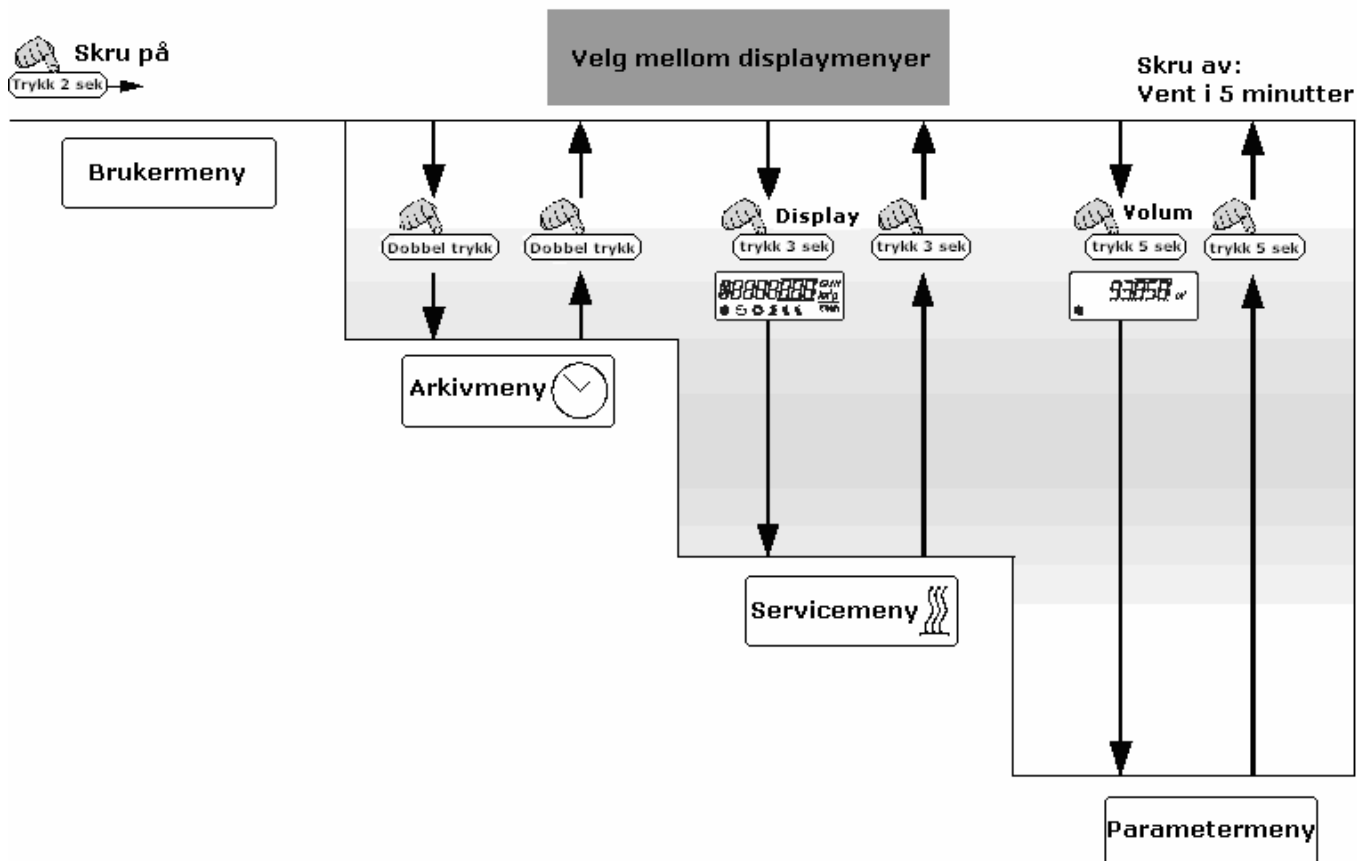 Skru på
Trykk 2 sek
Velg mellom displaymenyer
Skru av:
Vent i 5 minutter
Brukermeny
Dobbel trykk
Dobbel trykk
Display
trykk 3 sek
trykk 3 sek
Volum
trykk 5 sek
trykk 5 sek
Arkivmeny
Servicemeny
Parametermeny